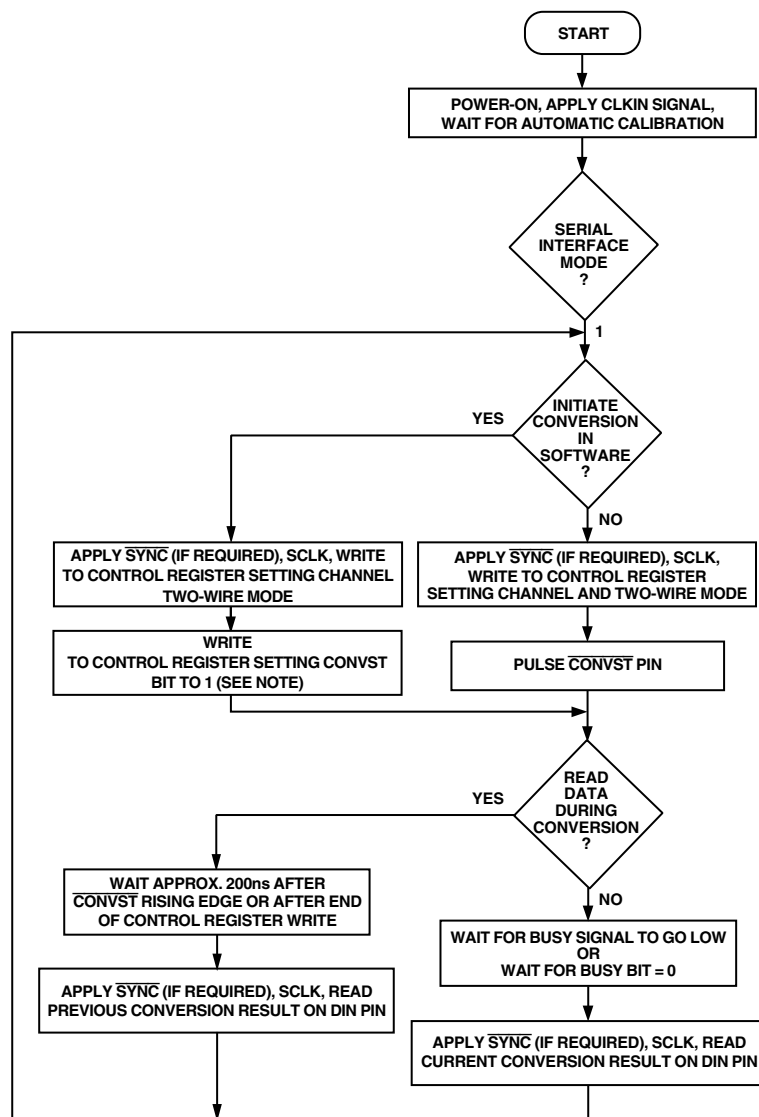 START
POWER-ON, APPLY CLKIN SIGNAL,
WAIT FOR AUTOMATIC CALIBRATION
SERIAL
INTERFACE
MODE
?
1
INITIATE
CONVERSION
IN
SOFTWARE
?
YES
NO
APPLY SYNC (IF REQUIRED), SCLK, WRITE
TO CONTROL REGISTER SETTING CHANNEL
TWO-WIRE MODE
APPLY SYNC (IF REQUIRED), SCLK,
WRITE TO CONTROL REGISTER
SETTING CHANNEL AND TWO-WIRE MODE
WRITE
TO CONTROL REGISTER SETTING CONVST
BIT TO 1 (SEE NOTE)
PULSE CONVST PIN
READ
DATA
DURING
CONVERSION
?
YES
NO
WAIT APPROX. 200ns AFTER
CONVST RISING EDGE OR AFTER END
OF CONTROL REGISTER WRITE
WAIT FOR BUSY SIGNAL TO GO LOW
OR
WAIT FOR BUSY BIT = 0
APPLY SYNC (IF REQUIRED), SCLK, READ
PREVIOUS CONVERSION RESULT ON DIN PIN
APPLY SYNC (IF REQUIRED), SCLK, READ
CURRENT CONVERSION RESULT ON DIN PIN